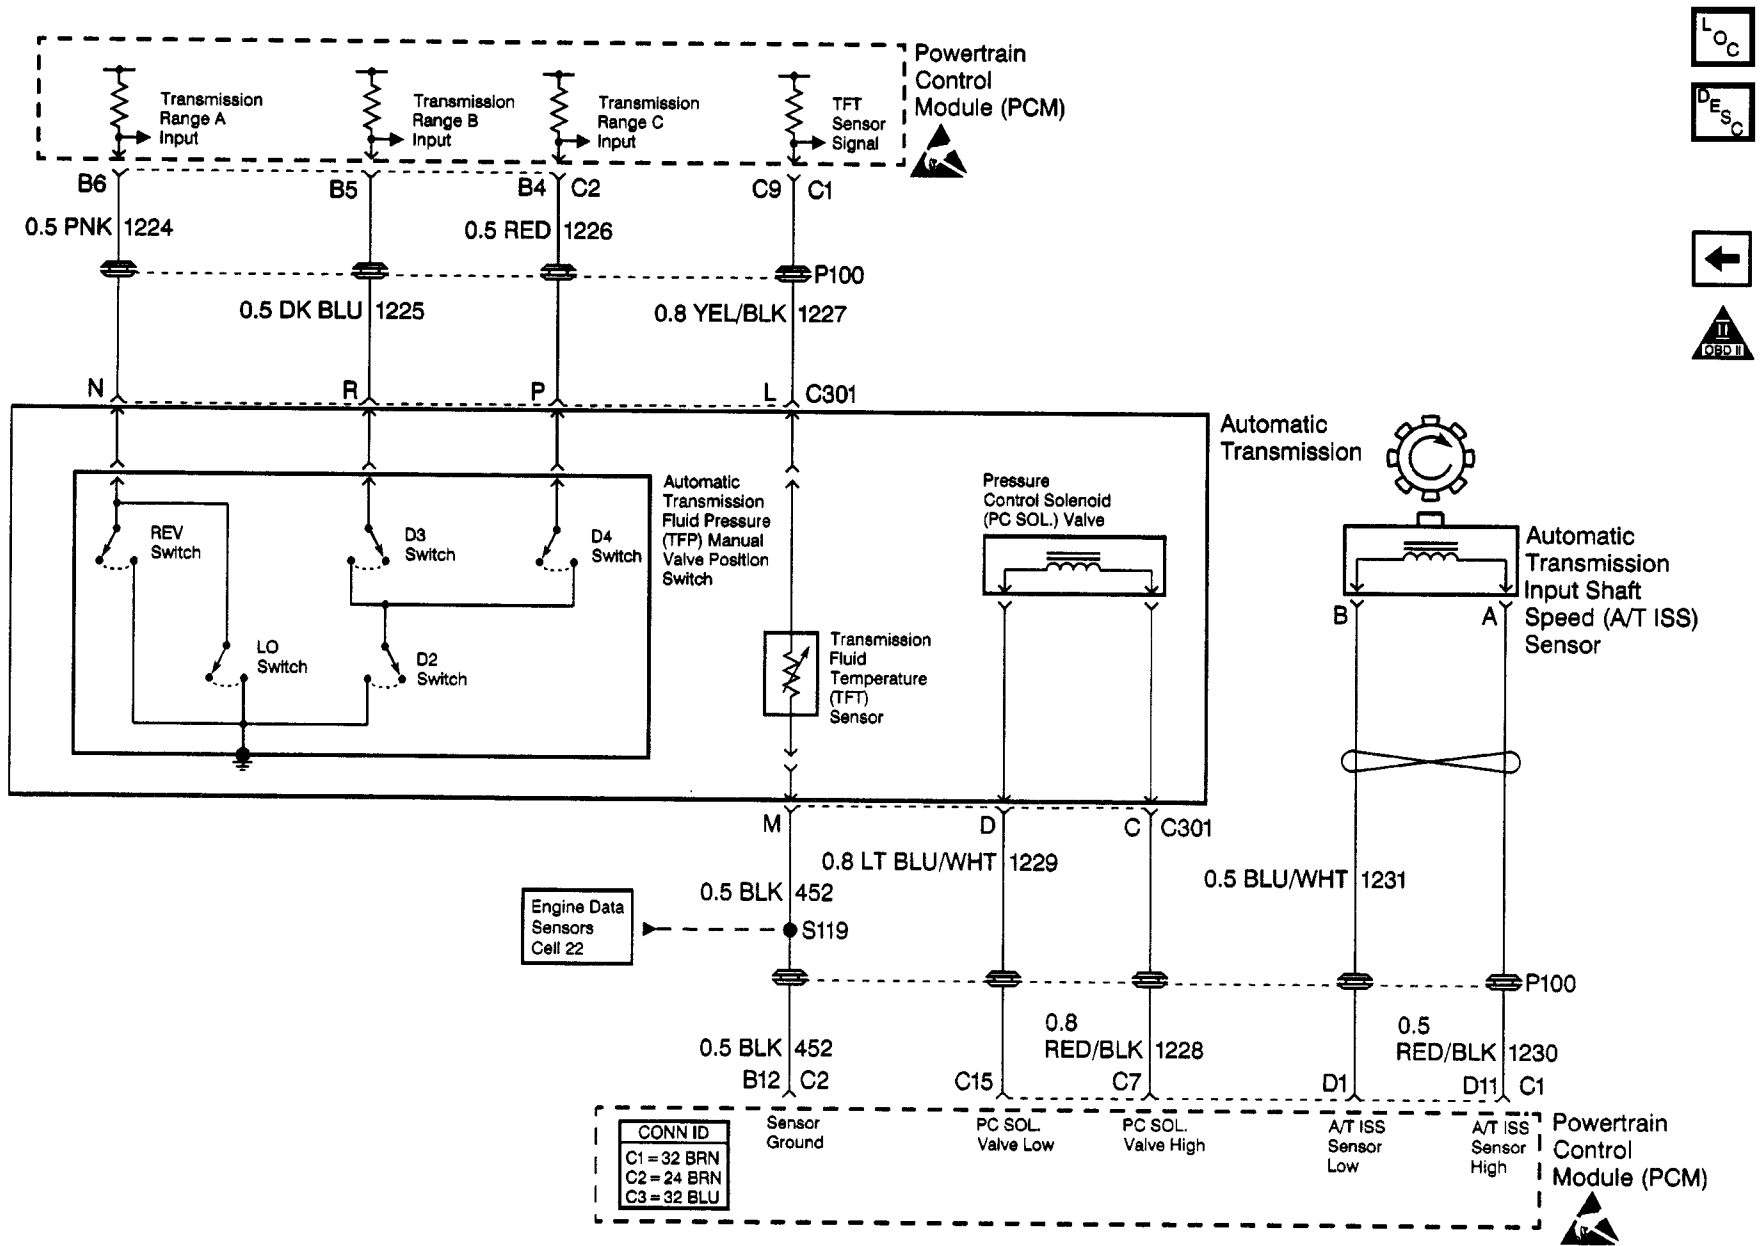 L
O
C
D
E
S
C
II
OBD II
Powertrain
Control
Module (PCM)
Transmission
Range A
Input
Transmission
Range B
Input
Transmission
Range C
Input
TFT
Sensor
Signal
B6
B5
B4
C2
C9
C1
0.5 PNK
1224
0.5 RED
1226
P100
0.5 DK BLU
1225
0.8 YEL/BLK
1227
N
R
P
L
C301
Automatic
Transmission
REV
Switch
D3
Switch
D4
Switch
Automatic
Transmission
Fluid Pressure
(TFP) Manual
Valve Position
Switch
Pressure
Control Solenoid
(PC SOL.) Valve
Automatic
Transmission
Input Shaft
Speed (A/T ISS)
Sensor
B
A
LO
Switch
D2
Switch
Transmission
Fluid
Temperature
(TFT)
Sensor
M
D
C
C301
0.8 LT BLU/WHT
1229
0.5 BLK
452
0.5 BLU/WHT
1231
Engine Data
Sensors
Cell 22
S119
P100
0.5 BLK
452
0.8
RED/BLK
1228
0.5
RED/BLK
1230
B12
C2
C15
C7
D1
D11
C1
CONN ID
C1=32 BRN
C2=24 BRN
C3=32 BLU
Sensor
Ground
PC SOL.
Valve Low
PC SOL.
Valve High
A/T ISS
Sensor
Low
A/T ISS
Sensor
High
Powertrain
Control
Module (PCM)